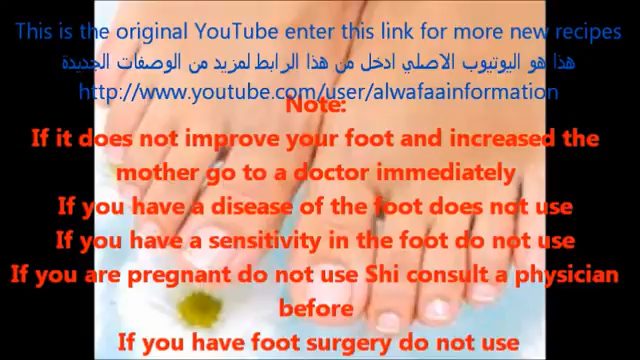 This is the original YouTube enter this link for more new recipes
هذا هو اليوتيوب الاصلي ادخل من هذا الرابط لمزيد من الوصفات الجديدة
http://www.youtube.com/user/alwafaainformation
Note:
If it does not improve your foot and increased the
mother go to a doctor immediately
If you have a disease of the foot does not use
If you have a sensitivity in the foot do not use
If you are pregnant do not use Shi consult a physician
before
If you have foot surgery do not use